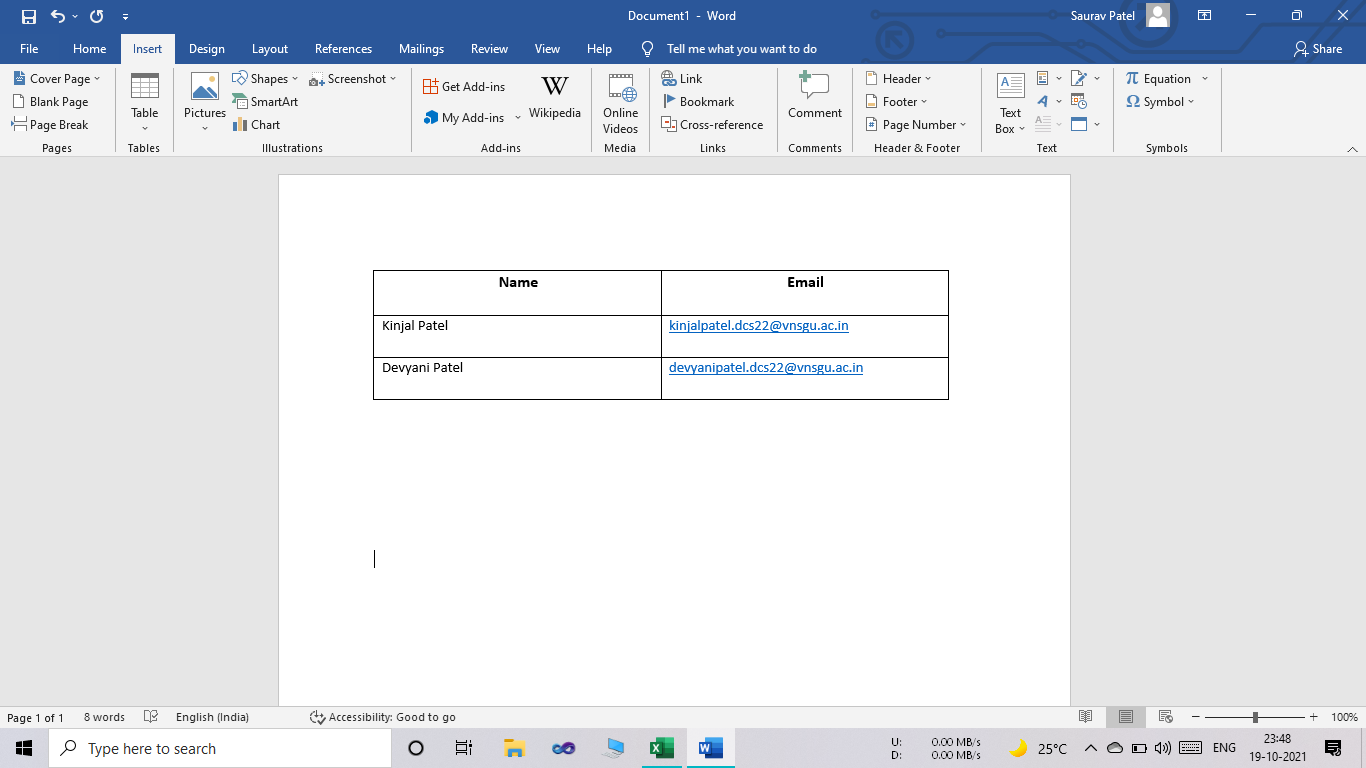 Document1 - Word
Saurav Patel
File Home Insert Design Layout References Mailings Review View Help Tell me what you want to do Share
Cover Page
Blank Page
Page Break
Pages
Table
Tables
Pictures
Shapes
SmartArt
Chart
Screenshot
Illustrations
Get Add-ins
My Add-ins
W
Wikipedia
Add-ins
Online
Videos
Media
Link
Bookmark
Cross-reference
Links
Comment
Comments
Header
Footer
Page Number
Header & Footer
Text
Box
Text
Equation
Symbol
Symbols
Name Email
Kinjal Patel kinjalpatel.dcs22@vnsgu.ac.in
Devyani Patel devyanipatel.dcs22@vnsgu.ac.in
Page 1 of 1 8 words English (India) Accessibility: Good to go 100%
Type here to search
U: 0.00 MB/s
D: 0.00 MB/s
25°C
ENG
23:48
19-10-2021